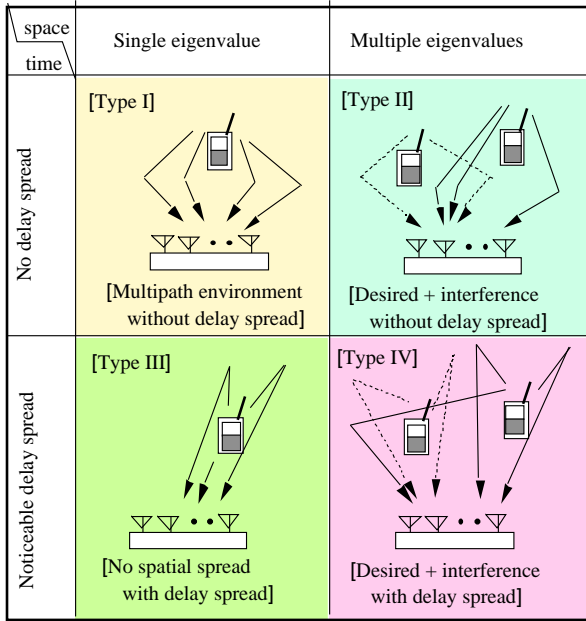 space
time
Single eigenvalue
Multiple eigenvalues
No delay spread
[Type I]
[Multipath environment
without delay spread]
[Type II]
[Desired + interference
without delay spread]
Noticeable delay spread
[Type III]
[No spatial spread
with delay spread]
[Type IV]
[Desired + interference
with delay spread]